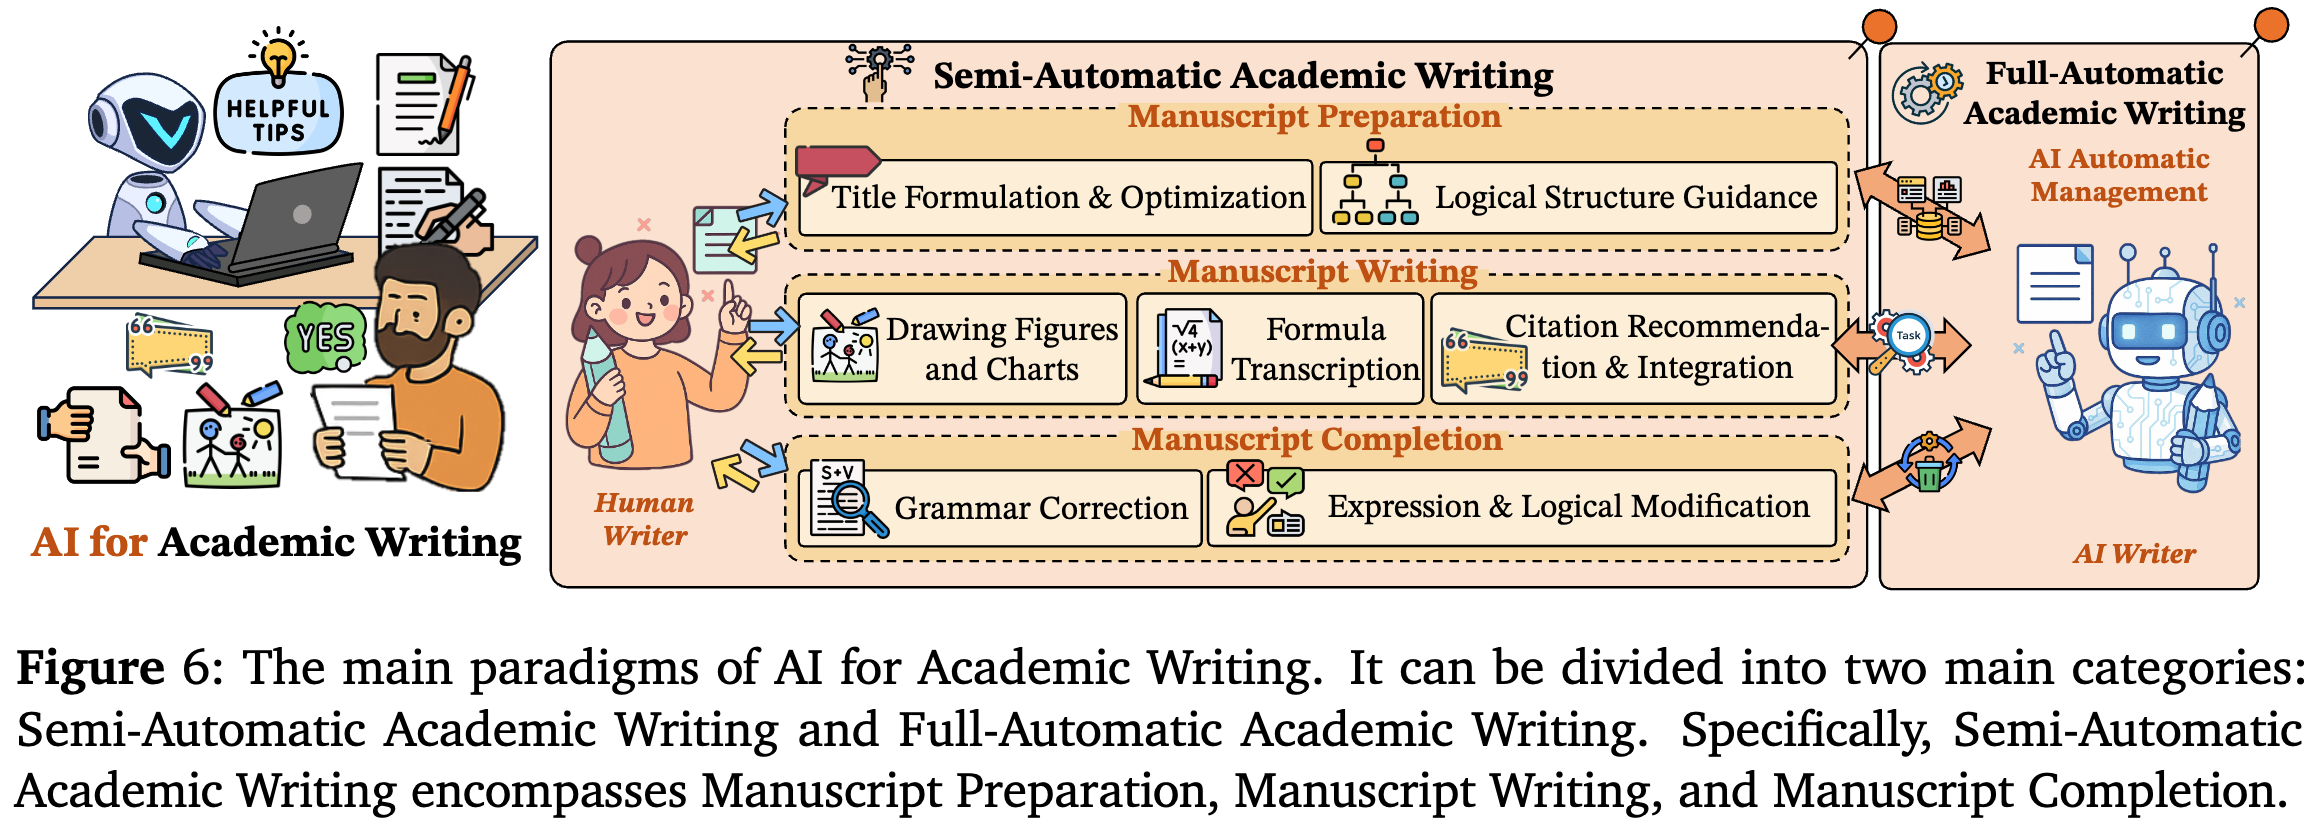 HELPFUL
TIPS
YES
AI for Academic Writing
Semi-Automatic Academic Writing
Manuscript Preparation
Title Formulation & Optimization
Logical Structure Guidance
Manuscript Writing
Drawing Figures
and Charts
√4
(x+y)
Formula
Transcription
Citation Recommenda-
tion & Integration
Manuscript Completion
S+V
Grammar Correction
Expression & Logical Modification
Human
Writer
Full-Automatic
Academic Writing
AI Automatic
Management
Task
AI Writer
Figure 6: The main paradigms of AI for Academic Writing. It can be divided into two main categories:
Semi-Automatic Academic Writing and Full-Automatic Academic Writing. Specifically, Semi-Automatic
Academic Writing encompasses Manuscript Preparation, Manuscript Writing, and Manuscript Completion.